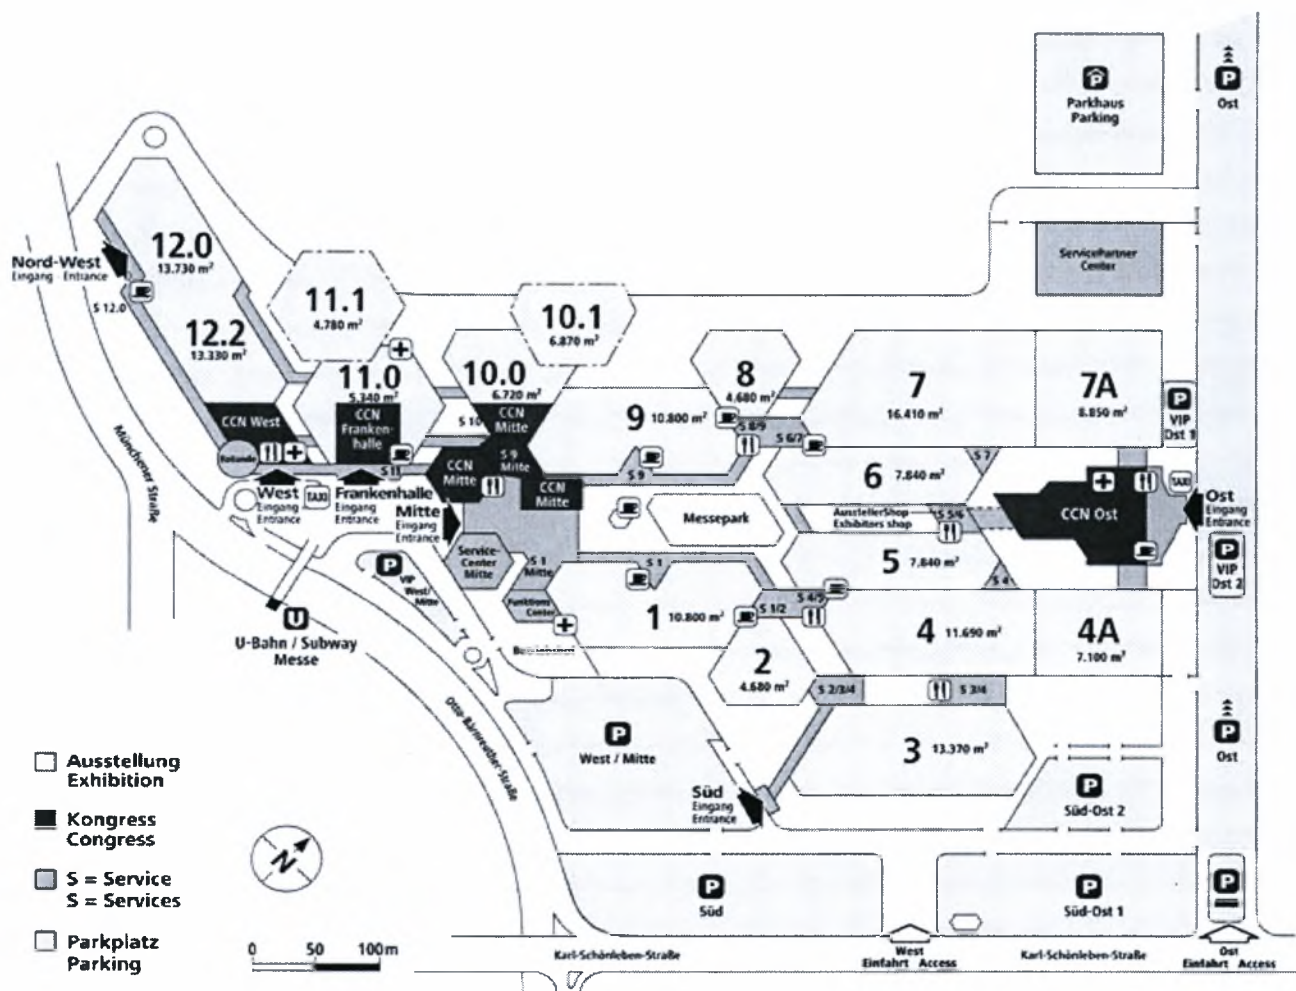 P
Parkhaus
Parking
P
Ost
ServicePartner
Center
Nord-West
Eingang Entrance
S 12.0
12.0
13.730 m²
12.2
13.330 m²
11.1
4.780 m²
11.0
5.340 m²
10.1
6.870 m²
10.0
6.720 m²
S 10
9 10.800 m²
8
4.680 m²
7
16.410 m²
7A
8.850 m²
P
VIP
Ost 1
CCN West
CCN
Franken-
halle
CCN
Mitte
S 9
Mitte
CCN
Mitte
CCN
Mitte
Rotunde
S 11
S 9
S 8/9
S 6/7
S 7
6 7.840 m²
West
Eingang
Entrance
TAXI
Frankenhalle
Eingang
Entrance
Mitte
Eingang
Entrance
Messepark
AusstellerShop
Exhibitors shop
S 5/6
CCN Ost
TAXI
Ost
Eingang
Entrance
P
VIP
Ost 2
Service-
Center
Mitte
S 1
Mitte
Funktions
Center
S 1
5 7.840 m²
S 4
S 4/5
S 1/2
1 10.800 m²
2
4.680 m²
4 11.690 m²
4A
7.100 m²
P
VIP
West/
Mitte
U
U-Bahn / Subway
Messe
Münchener Straße
Otto-Bärnreuther-Straße
S 2/3/4
S 3/4
3 13.370 m²
P
West / Mitte
Süd
Eingang
Entrance
P
Süd-Ost 2
P
Ost
P
Süd
P
Süd-Ost 1
P
Ausstellung
Exhibition
Kongress
Congress
S = Service
S = Services
Parkplatz
Parking
N
0 50 100 m
Karl-Schönleben-Straße
West
Einfahrt Access
Karl-Schönleben-Straße
Ost
Einfahrt Access